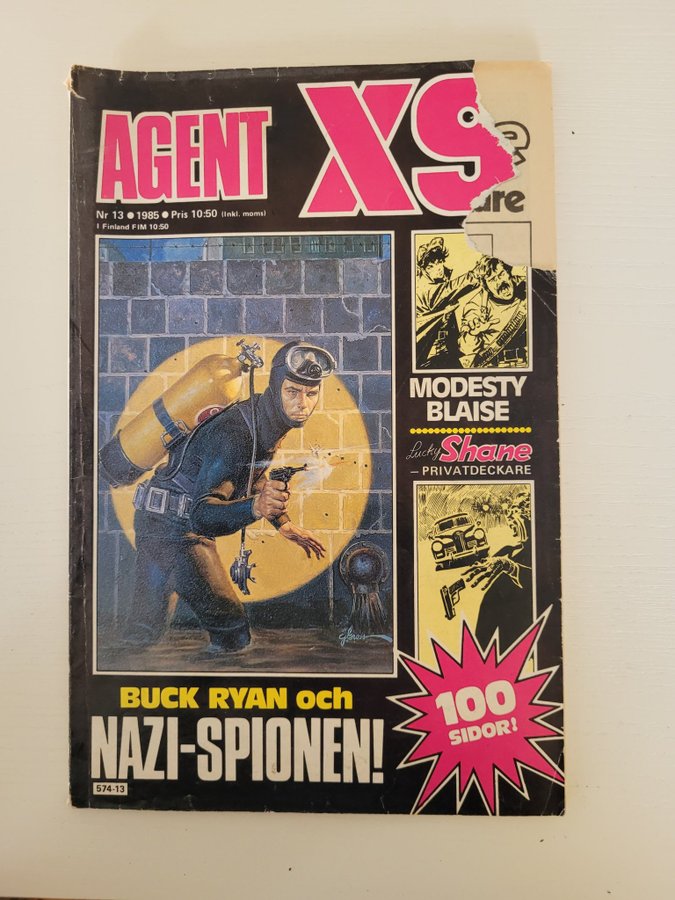 AGENT X9
Nr 13 ● 1985 ● Pris 10:50 (Inkl. moms)
I Finland FIM 10:50
MODESTY
BLAISE
Lucky Shane
– PRIVATDECKARE
BUCK RYAN och
NAZI-SPIONEN!
100
SIDOR!
574-13